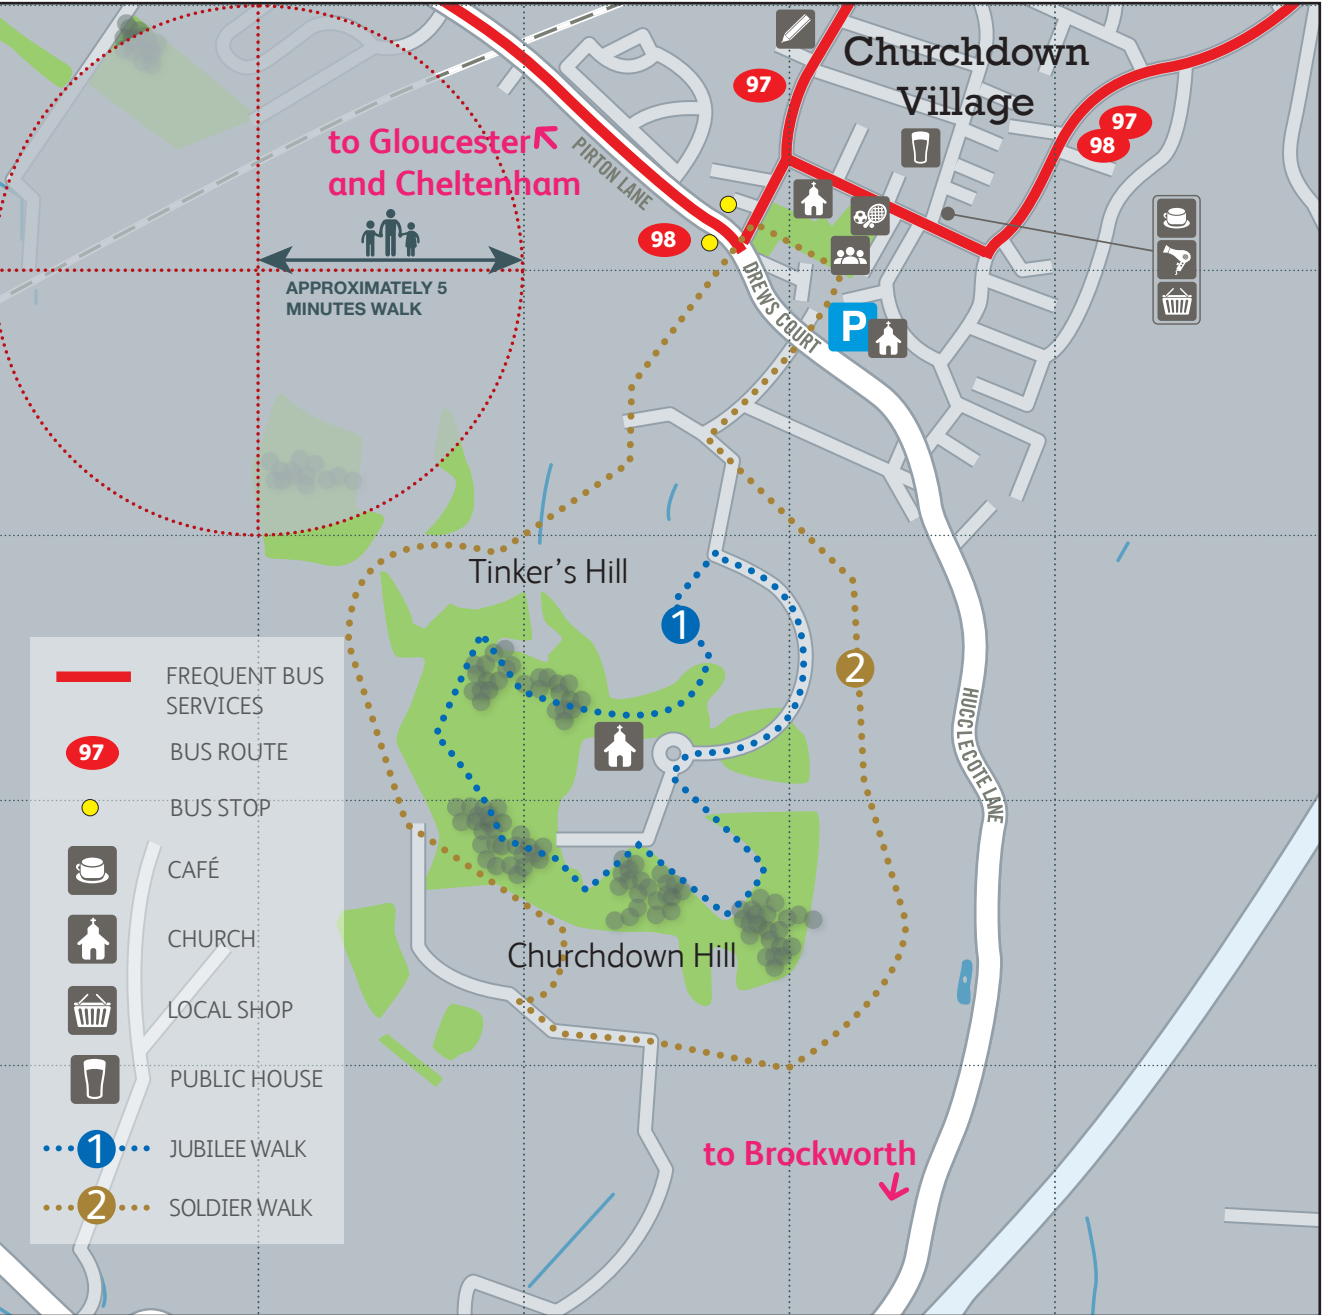 Churchdown
Village
97
97
98
to Gloucester
and Cheltenham
PIRTON LANE
98
APPROXIMATELY 5
MINUTES WALK
DREWS COURT
P
Tinker's Hill
1
2
HUCCLECOTE LANE
Churchdown Hill
to Brockworth
FREQUENT BUS
SERVICES
97 BUS ROUTE
BUS STOP
CAFÉ
CHURCH
LOCAL SHOP
PUBLIC HOUSE
1 JUBILEE WALK
2 SOLDIER WALK